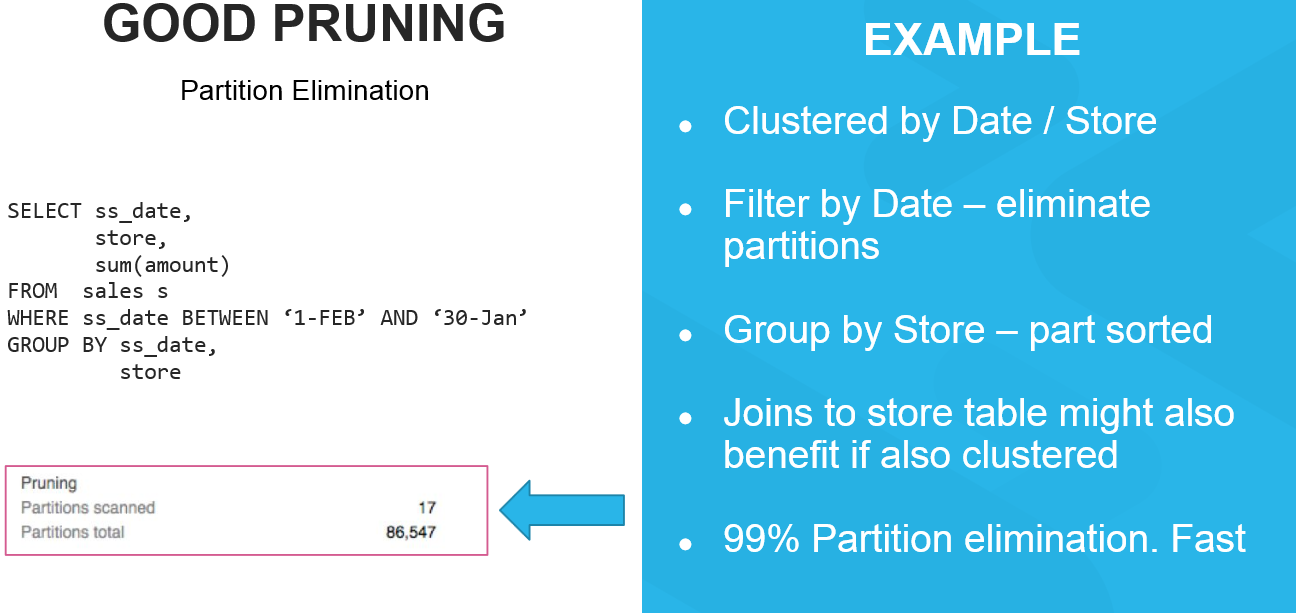 GOOD PRUNING
Partition Elimination
SELECT ss_date,
store,
sum(amount)
FROM sales s
WHERE ss_date BETWEEN ‘1-FEB’ AND ‘30-Jan’
GROUP BY ss_date,
store
Pruning
Partitions scanned 17
Partitions total 86,547
EXAMPLE
• Clustered by Date / Store
• Filter by Date – eliminate
partitions
• Group by Store – part sorted
• Joins to store table might also
benefit if also clustered
• 99% Partition elimination. Fast